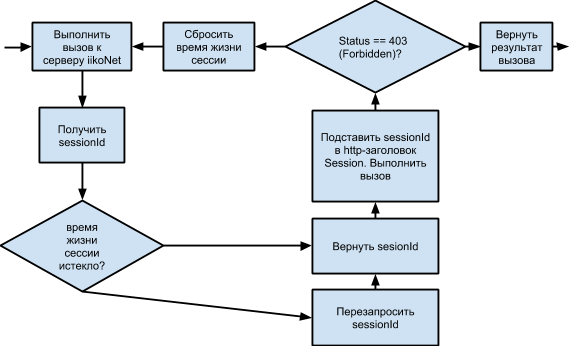 Выполнить
вызов к
серверу iikoNet
Сбросить
время жизни
сессии
Status == 403
(Forbidden)?
Вернуть
результат
вызова
Получить
sessionId
Подставить sessionId
в http-заголовок
Session. Выполнить
вызов
время
жизни
сессии
истекло?
Вернуть sesionId
Перезапросить
sessionId